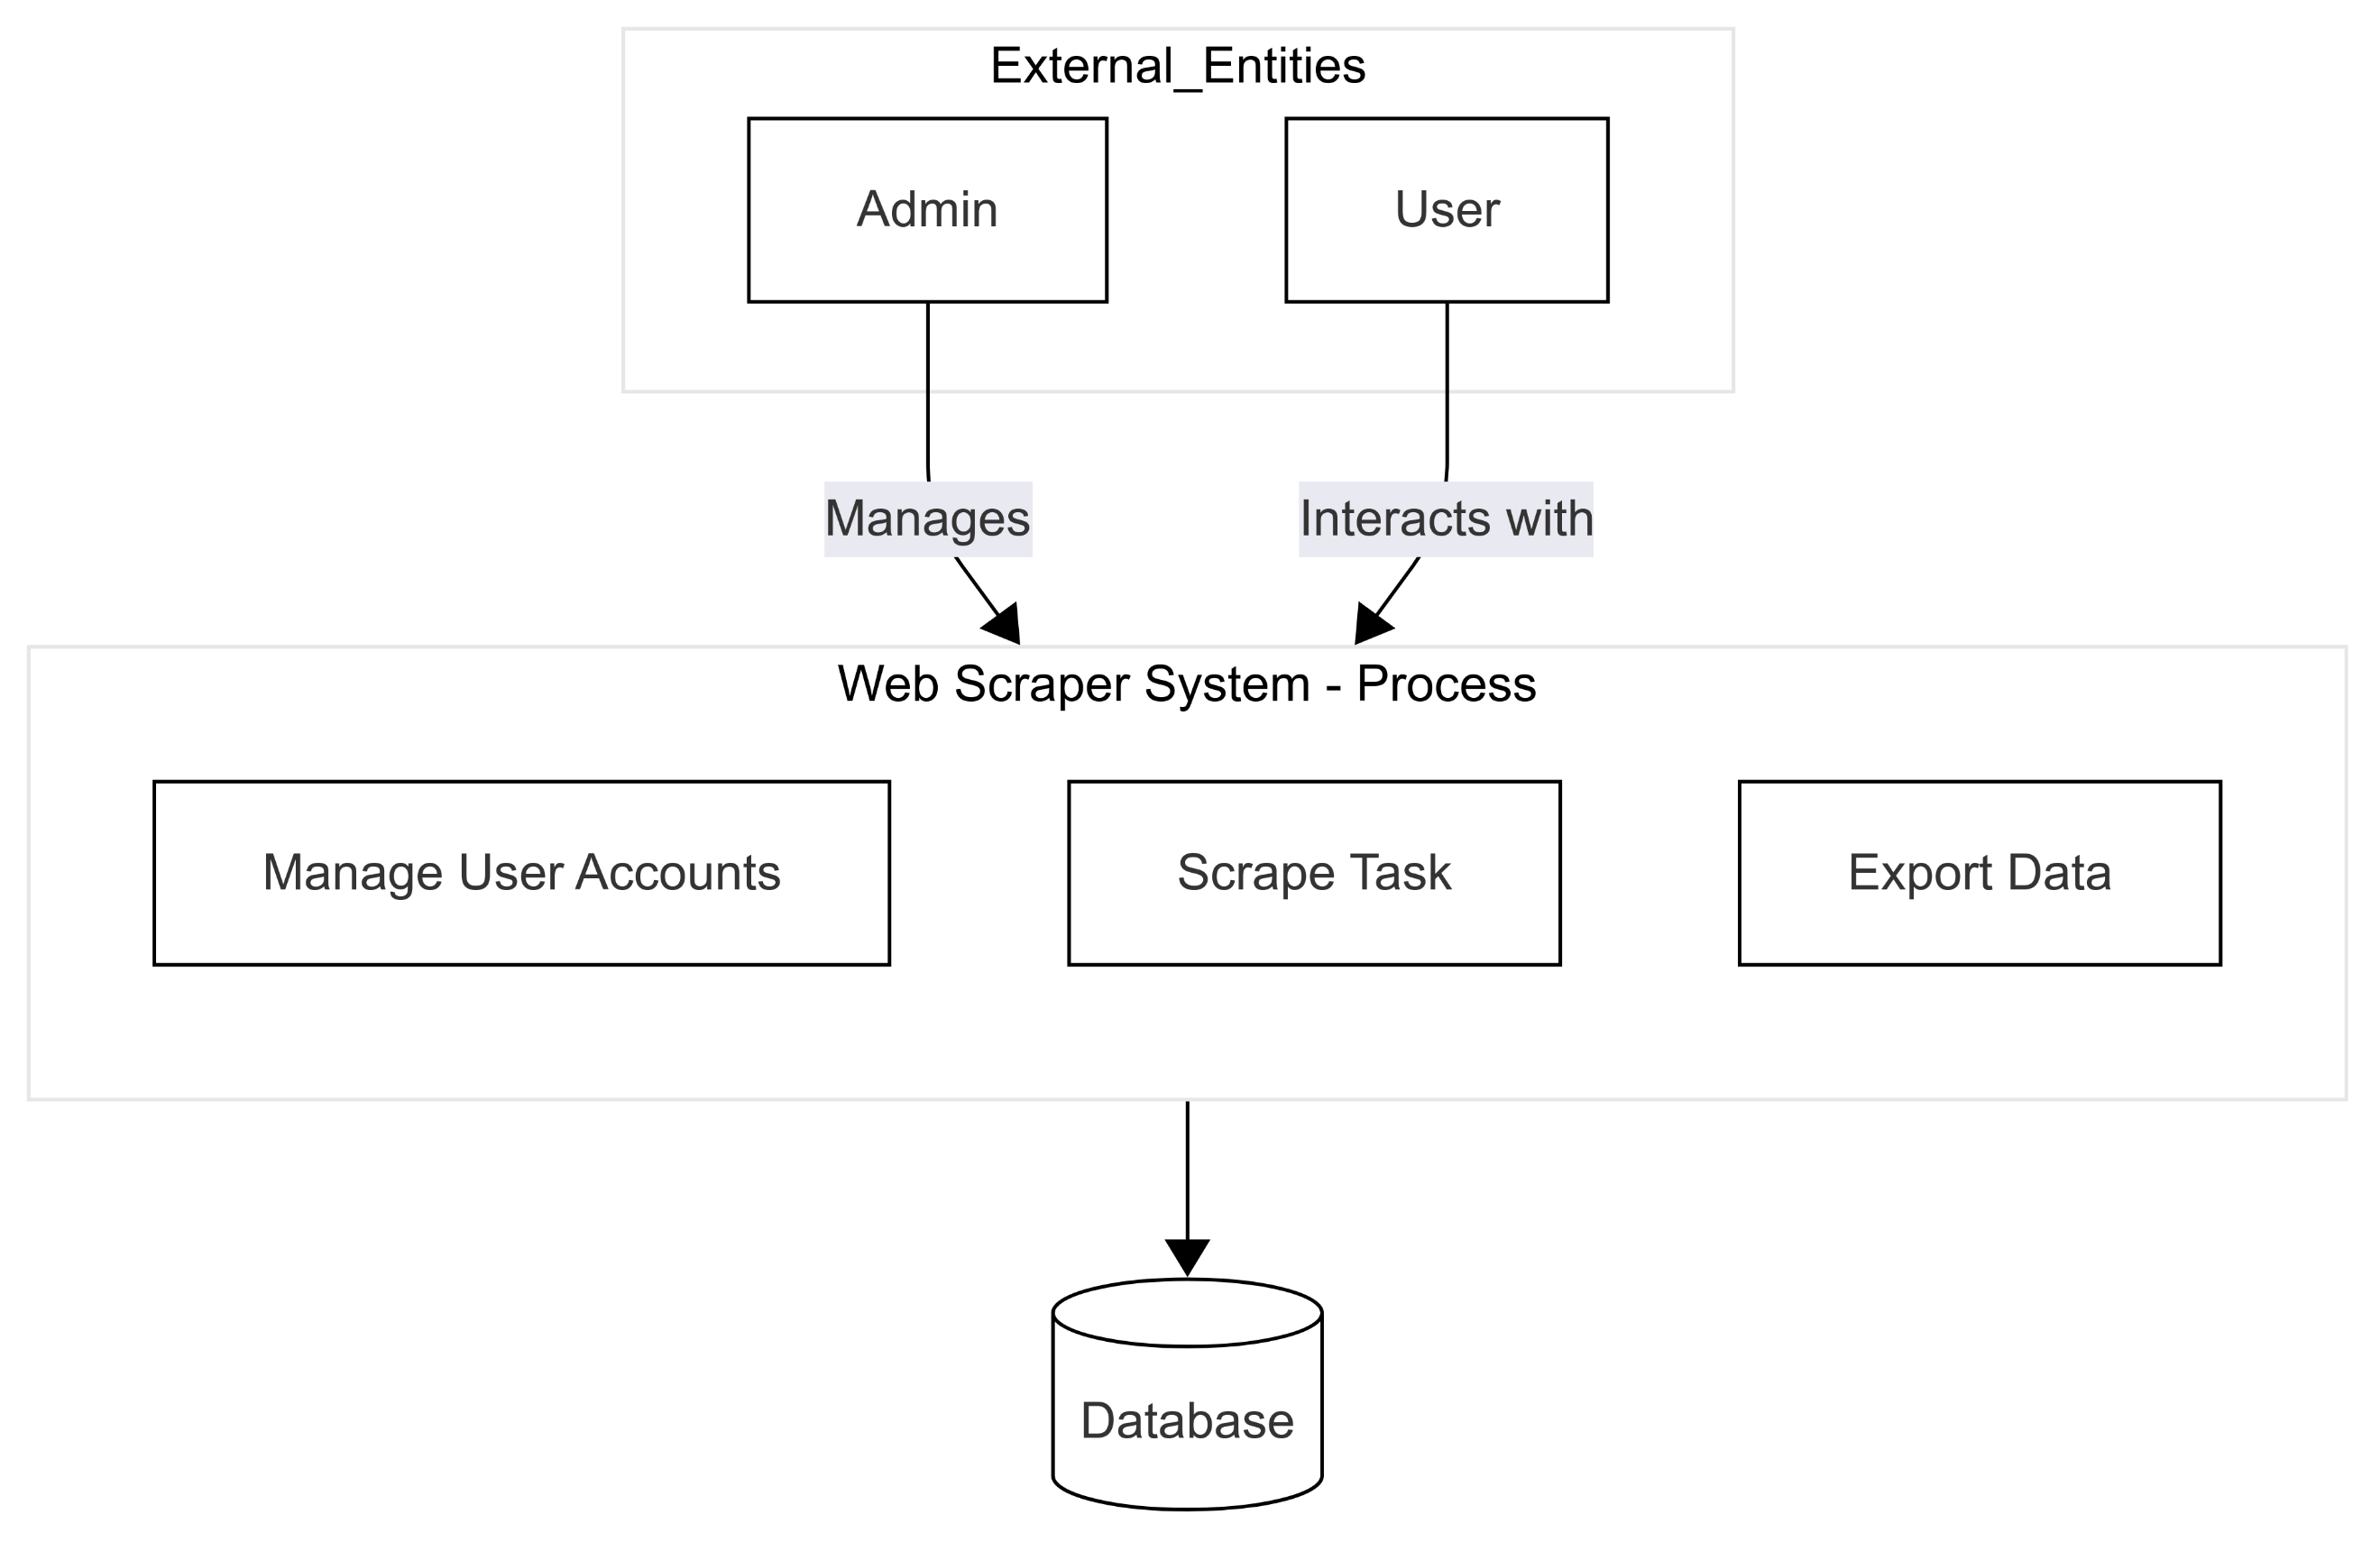 External_Entities
Admin
User
Manages
Interacts with
Web Scraper System - Process
Manage User Accounts
Scrape Task
Export Data
Database